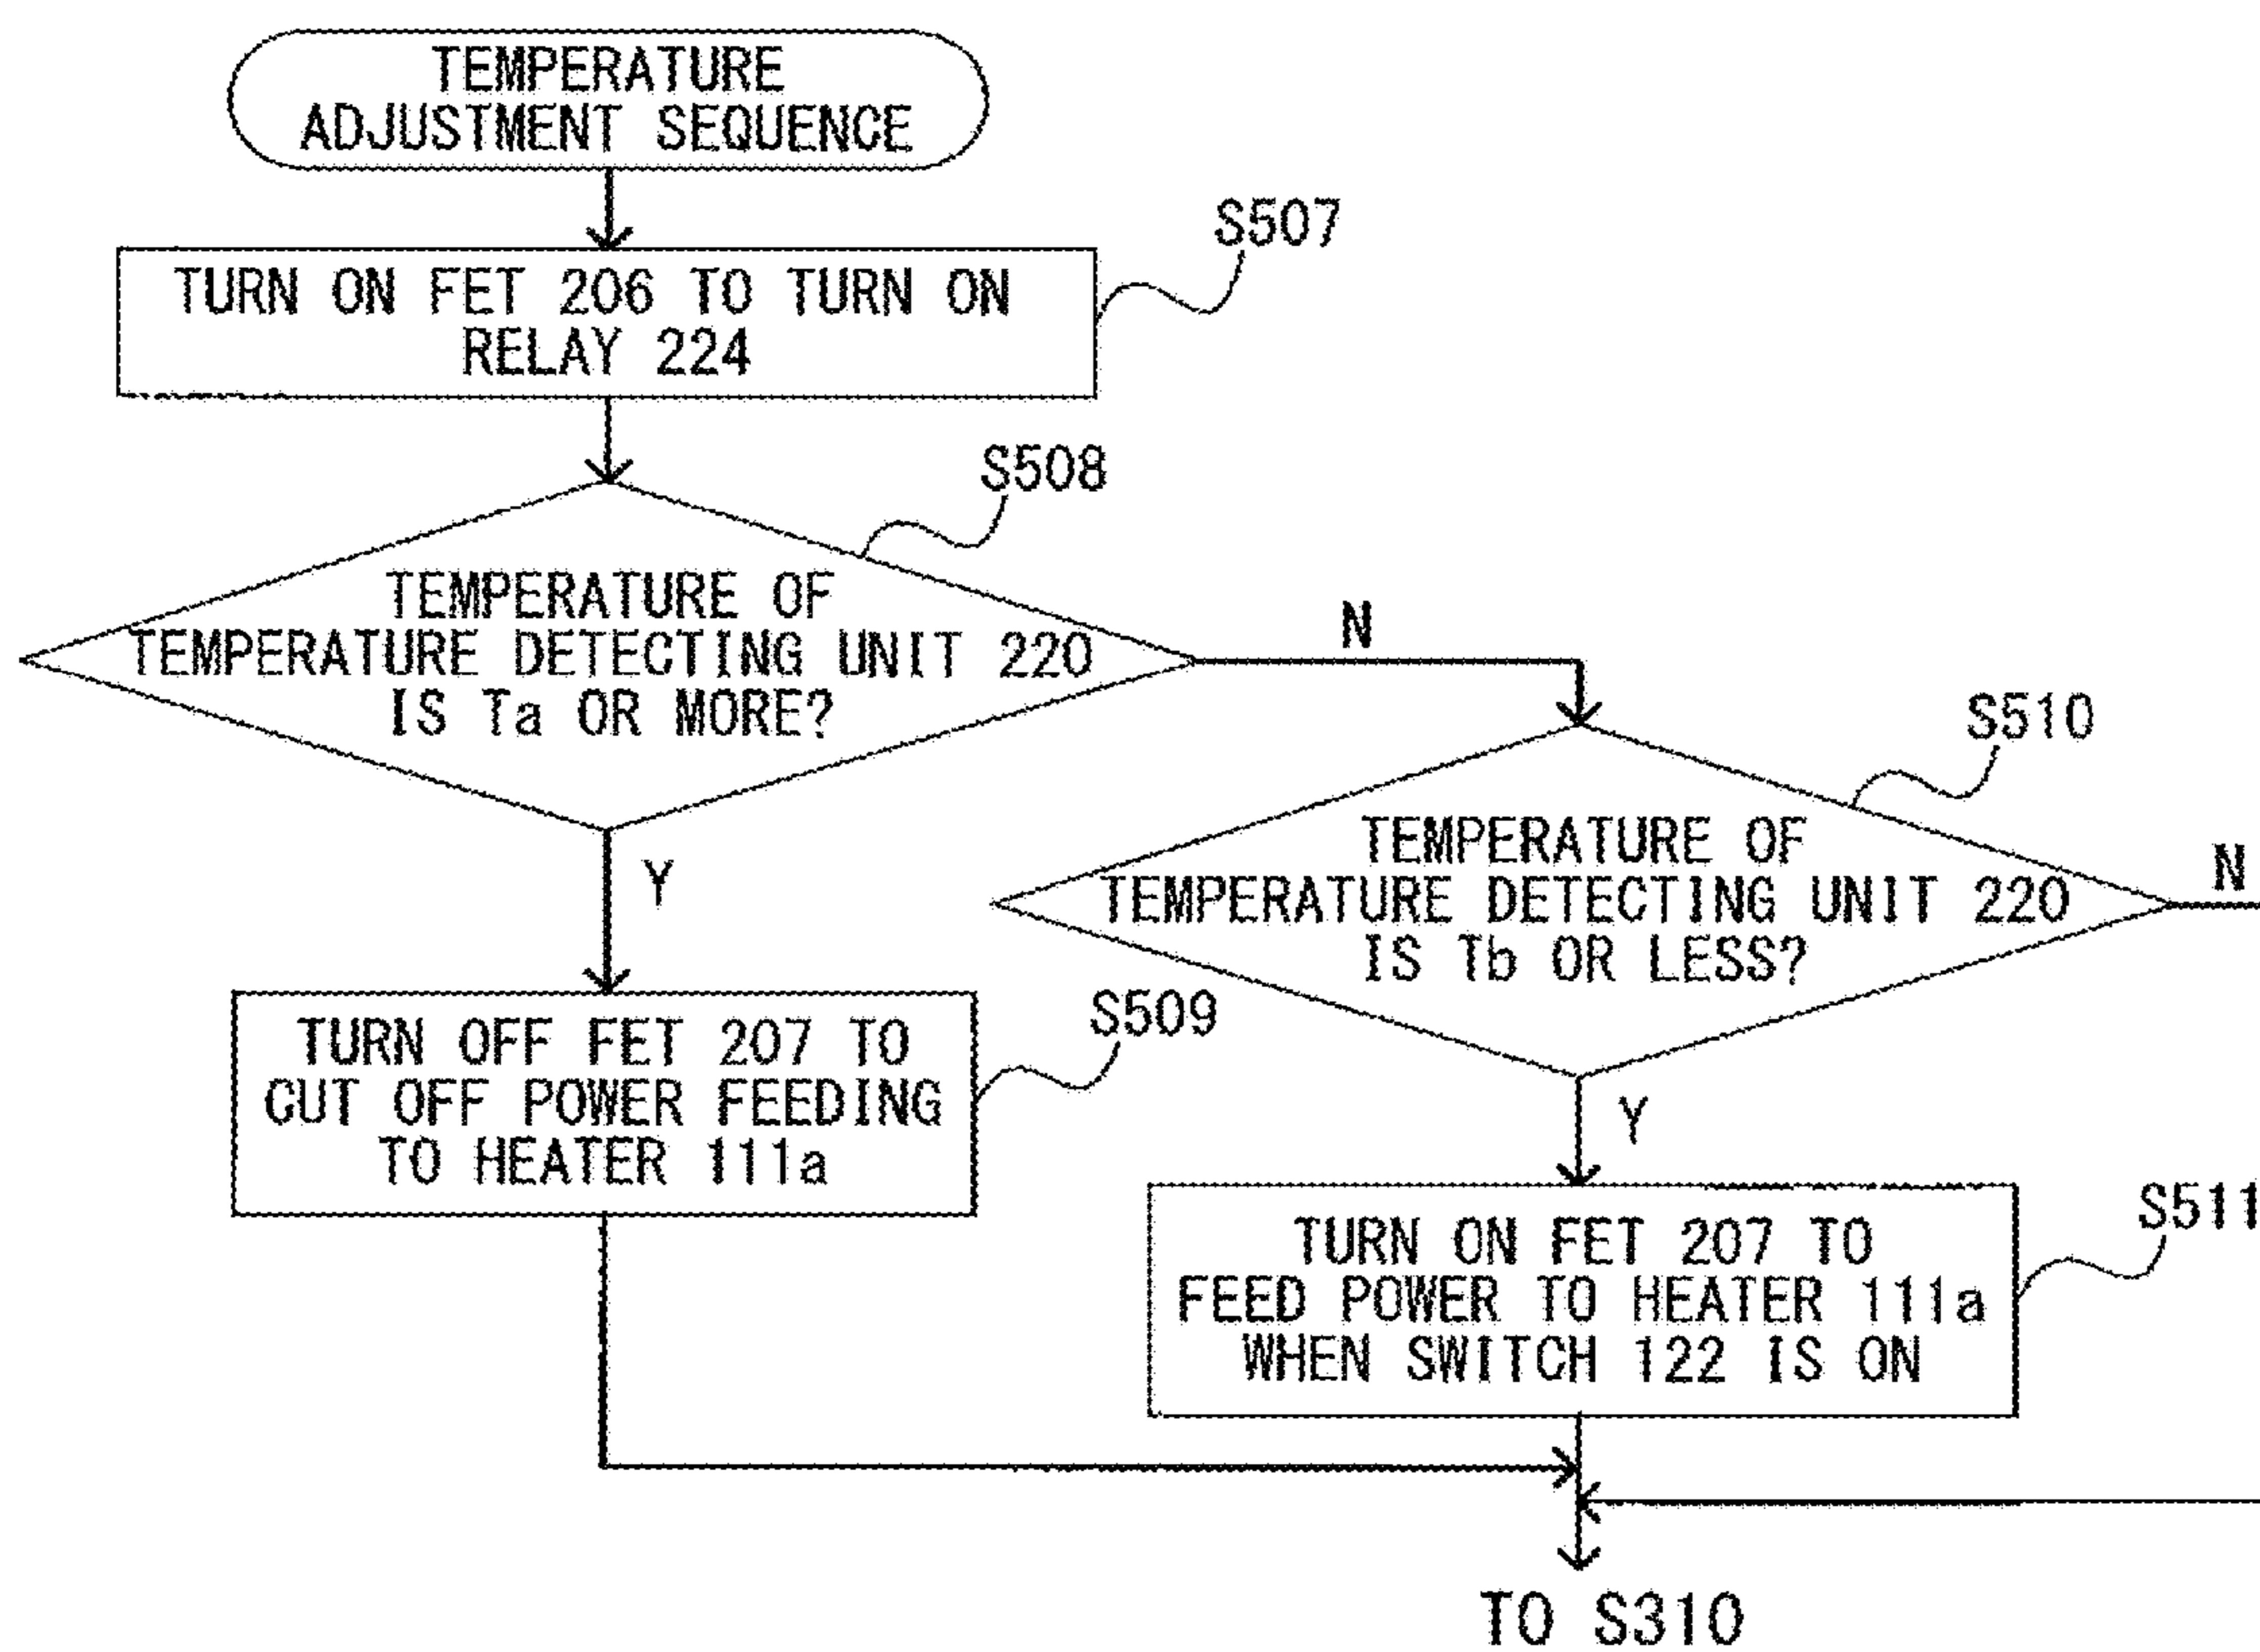 TEMPERATURE
ADJUSTMENT SEQUENCE
S507
TURN ON FET 206 TO TURN ON
RELAY 224
S508
TEMPERATURE OF
TEMPERATURE DETECTING UNIT 220
IS Ta OR MORE?
N
S510
TEMPERATURE OF
TEMPERATURE DETECTING UNIT 220
IS Tb OR LESS?
N
Y
S509
TURN OFF FET 207 TO
CUT OFF POWER FEEDING
TO HEATER 111a
Y
S511
TURN ON FET 207 TO
FEED POWER TO HEATER 111a
WHEN SWITCH 122 IS ON
TO S310